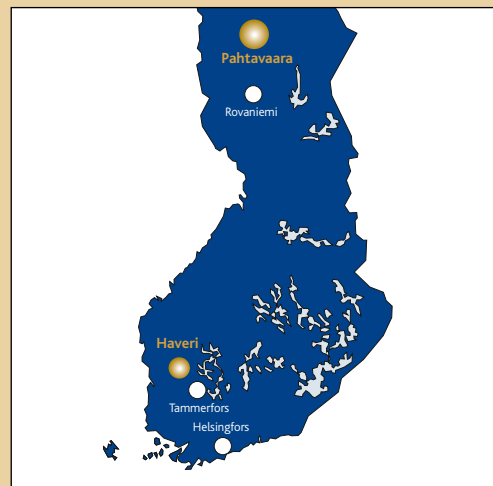 Pahtavaara
Rovaniemi
Haveri
Tammerfors
Helsingfors